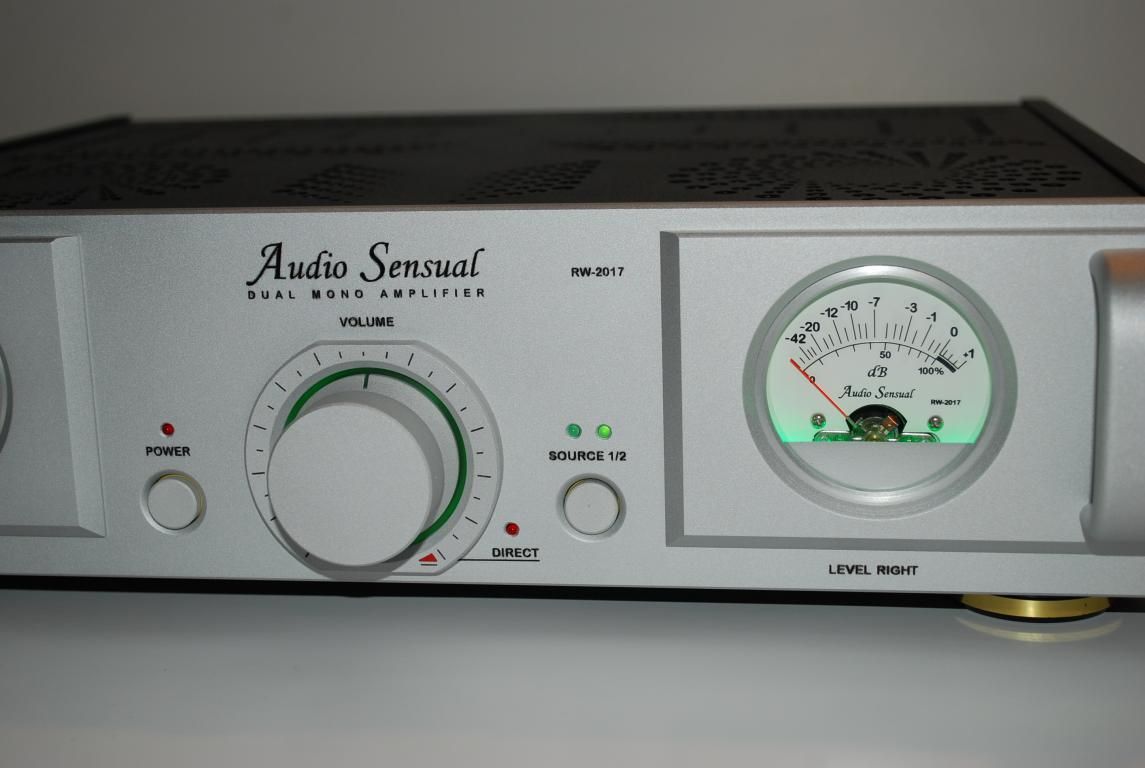 Audio Sensual
DUAL MONO AMPLIFIER
RW-2017
VOLUME
POWER
SOURCE 1/2
DIRECT
-42 -20 -12 -10 -7 -3 -1 0 +1
0 50 100%
dB
Audio Sensual
RW-2017
LEVEL RIGHT